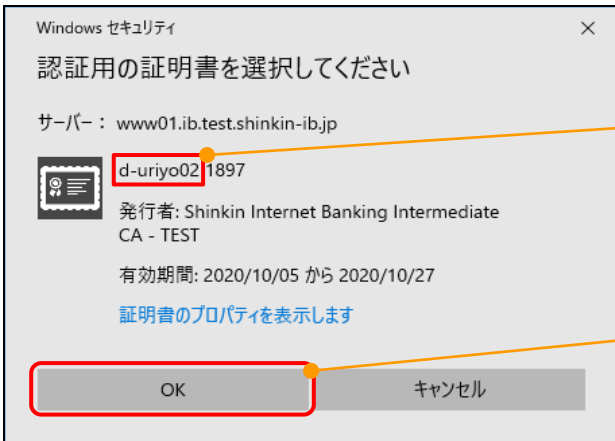 Windows セキュリティ
認証用の証明書を選択してください
サーバー： www01.ib.test.shinkin-ib.jp
d-uriyo02 1897
発行者: Shinkin Internet Banking Intermediate
CA - TEST
有効期間: 2020/10/05 から 2020/10/27
証明書のプロパティを表示します
OK キャンセル